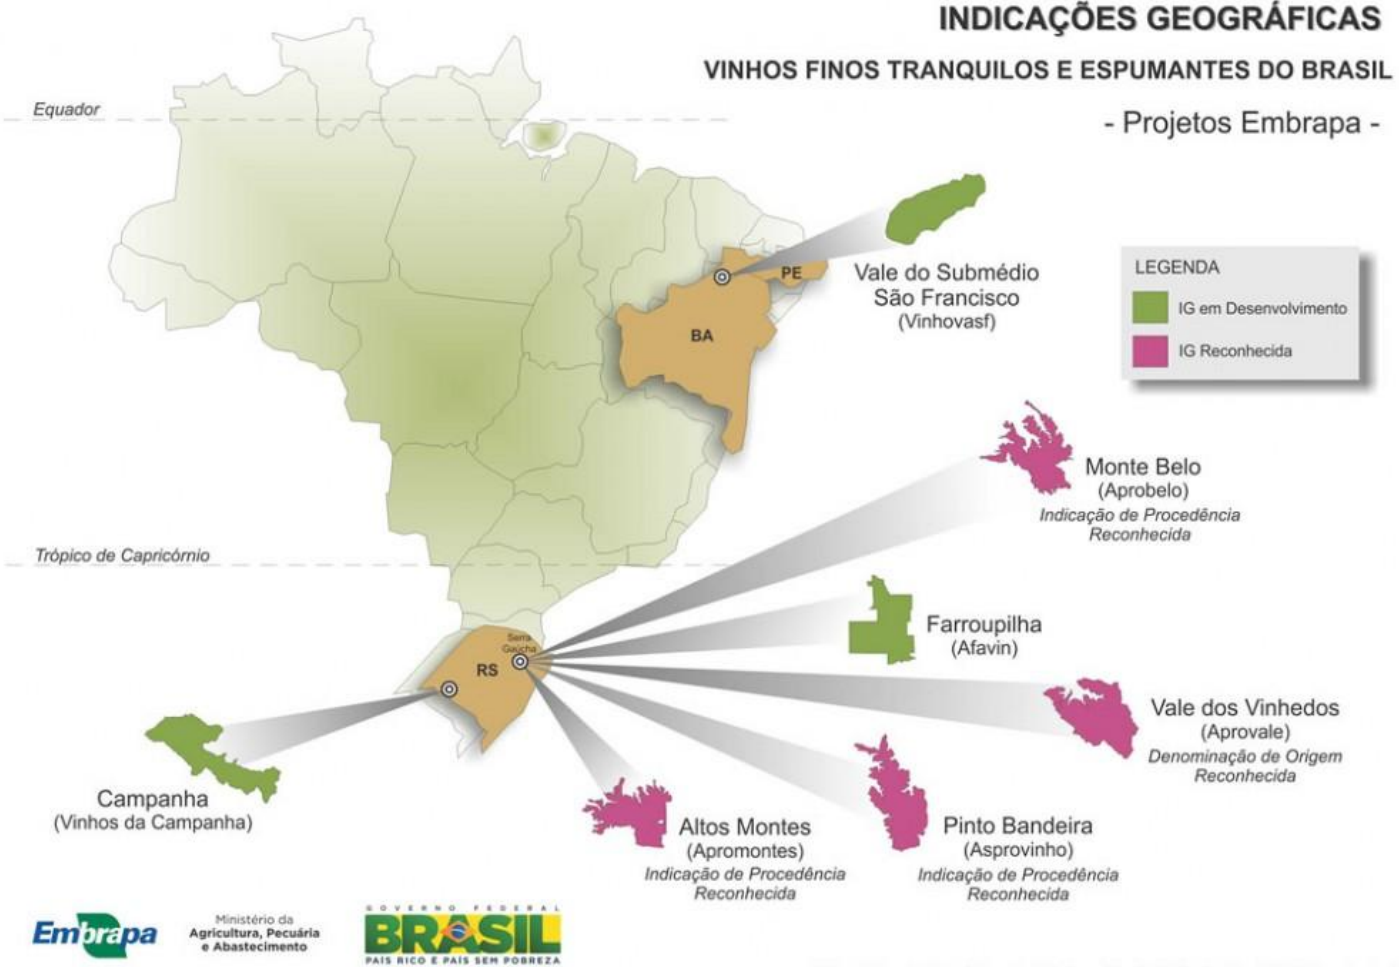 INDICAÇÕES GEOGRÁFICAS
VINHOS FINOS TRANQUILOS E ESPUMANTES DO BRASIL
- Projetos Embrapa -
Equador
PE
BA
Vale do Submédio
São Francisco
(Vinhovasf)
LEGENDA
IG em Desenvolvimento
IG Reconhecida
Monte Belo
(Aprobelo)
Indicação de Procedência
Reconhecida
Trópico de Capricórnio
Serra
Gaúcha
RS
Farroupilha
(Afavin)
Vale dos Vinhedos
(Aprovale)
Denominação de Origem
Reconhecida
Campanha
(Vinhos da Campanha)
Altos Montes
(Apromontes)
Indicação de Procedência
Reconhecida
Pinto Bandeira
(Asprovinho)
Indicação de Procedência
Reconhecida
Embrapa
Ministério da
Agricultura, Pecuária
e Abastecimento
GOVERNO FEDERAL
BRASIL
PAÍS RICO É PAÍS SEM POBREZA